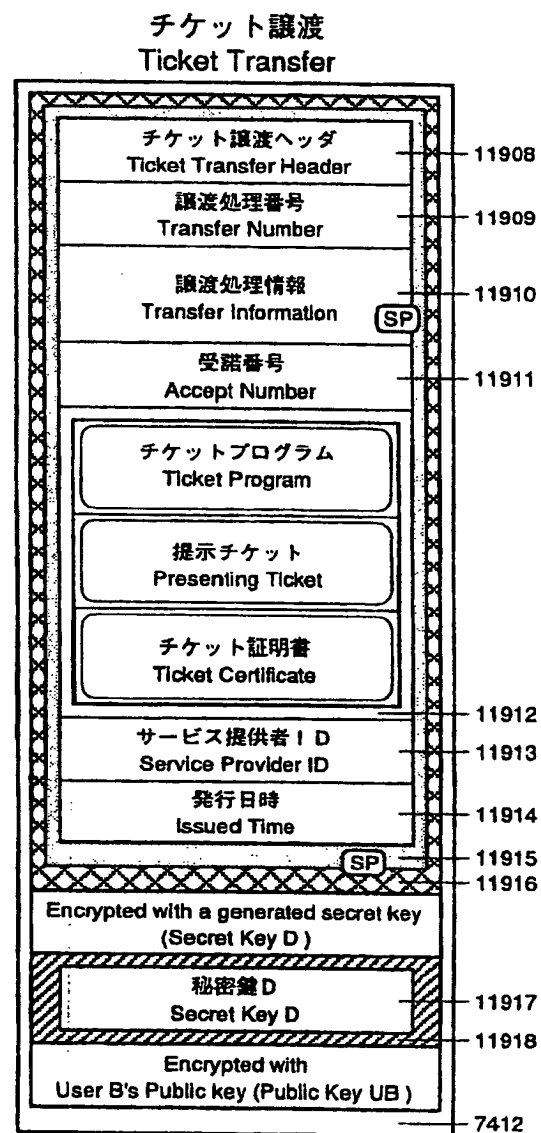 チケット譲渡
Ticket Transfer
チケット譲渡ヘッダ
Ticket Transfer Header
11908
譲渡処理番号
Transfer Number
11909
譲渡処理情報
Transfer Information
SP
11910
受諾番号
Accept Number
11911
チケットプログラム
Ticket Program
提示チケット
Presenting Ticket
チケット証明書
Ticket Certificate
11912
サービス提供者ID
Service Provider ID
11913
発行日時
Issued Time
11914
SP
11915
11916
Encrypted with a generated secret key
(Secret Key D )
秘密鍵D
Secret Key D
11917
11918
Encrypted with
User B's Public key (Public Key UB )
7412